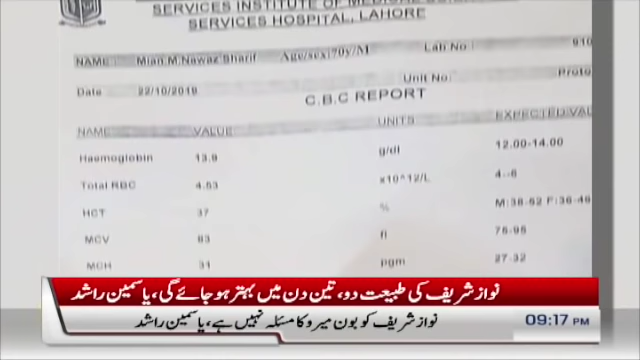 SERVICES INSTITUTE OF MEDICAL
SERVICES HOSPITAL, LAHORE
NAME Mian M.Nawaz Sharif Age/sex:70y/M Lab No 910
Date 22/10/2019 Unit No: Prote
C.B.C REPORT
NAME VALUE UNITS EXPECTED VAL
Haemoglobin 13.9 g/dl 12.00-14.00
Total RBC 4.53 x10^12/L 4--6
HCT 37 % M:38-52 F:36-
MCV 83 fl 76-96
MCH 31 pgm 27-32
نواز شریف کی طبیعت دو، تین دن میں بہتر ہو جائے گی، یاسمین راشد
نواز شریف کو بون میرو کا مسئلہ نہیں ہے، یاسمین راشد
09:17 PM